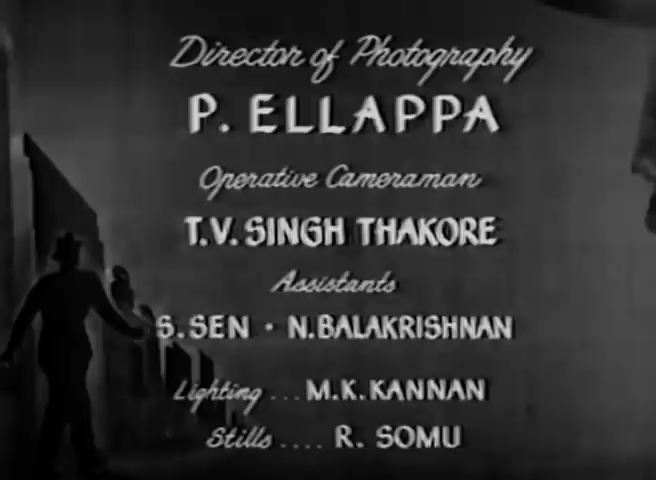 Director of Photography
P. ELLAPPA
Operative Cameraman
T.V. SINGH THAKORE
Assistants
S. SEN · N. BALAKRISHNAN
Lighting ... M.K. KANNAN
Stills .... R. SOMU